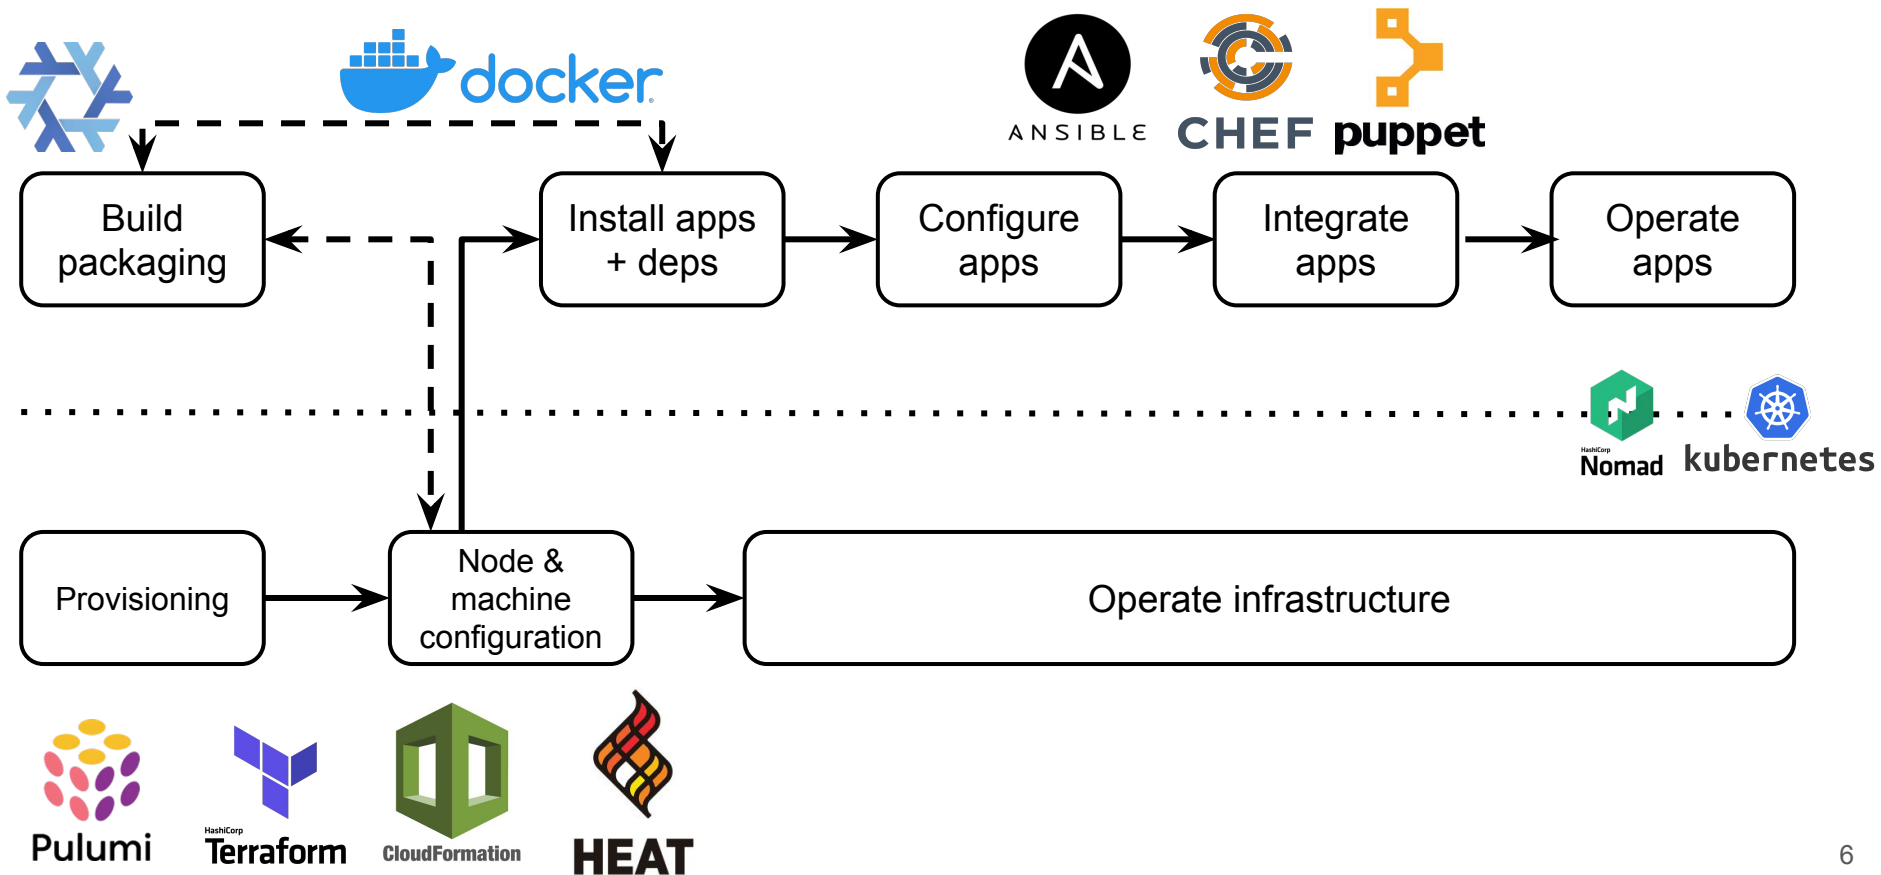 docker
ANSIBLE
CHEF
puppet
Build
packaging
Install apps
+ deps
Configure
apps
Integrate
apps
Operate
apps
HashiCorp
Nomad
kubernetes
Provisioning
Node &
machine
configuration
Operate infrastructure
Pulumi
HashiCorp
Terraform
CloudFormation
HEAT
6